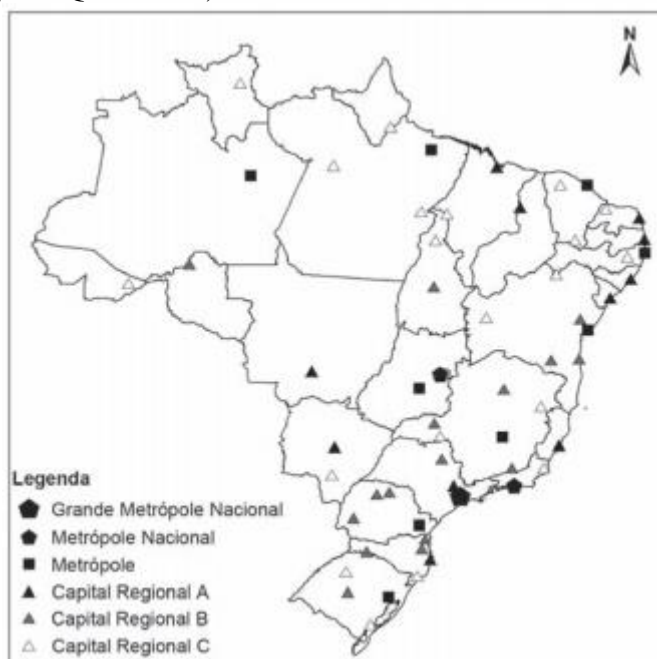 N
Legenda
Grande Metrópole Nacional
Metrópole Nacional
Metrópole
Capital Regional A
Capital Regional B
Capital Regional C